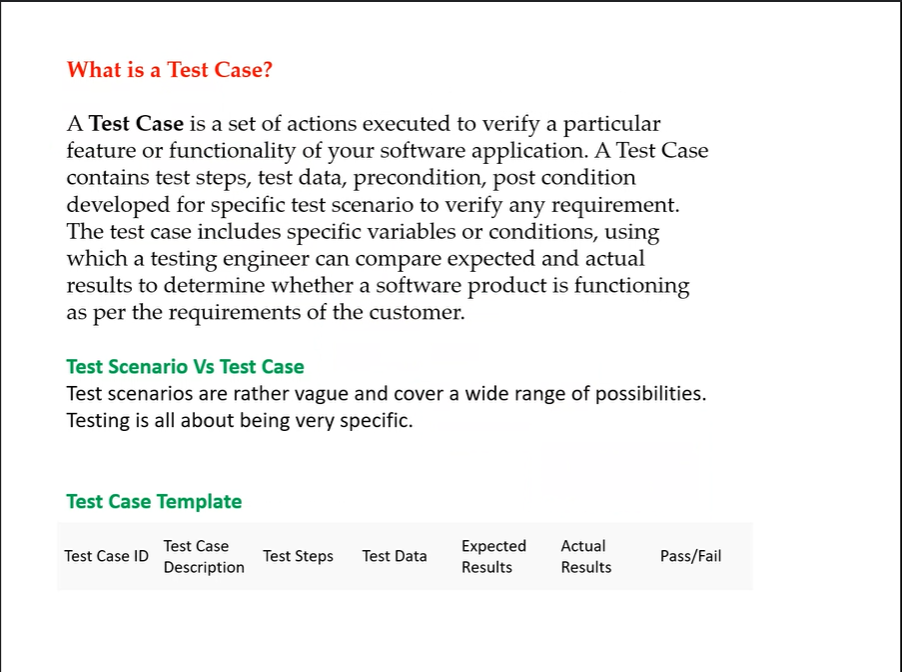 What is a Test Case?
A Test Case is a set of actions executed to verify a particular
feature or functionality of your software application. A Test Case
contains test steps, test data, precondition, post condition
developed for specific test scenario to verify any requirement.
The test case includes specific variables or conditions, using
which a testing engineer can compare expected and actual
results to determine whether a software product is functioning
as per the requirements of the customer.
Test Scenario Vs Test Case
Test scenarios are rather vague and cover a wide range of possibilities.
Testing is all about being very specific.
Test Case Template
Test Case ID
Test Case
Description
Test Steps
Test Data
Expected
Results
Actual
Results
Pass/Fail